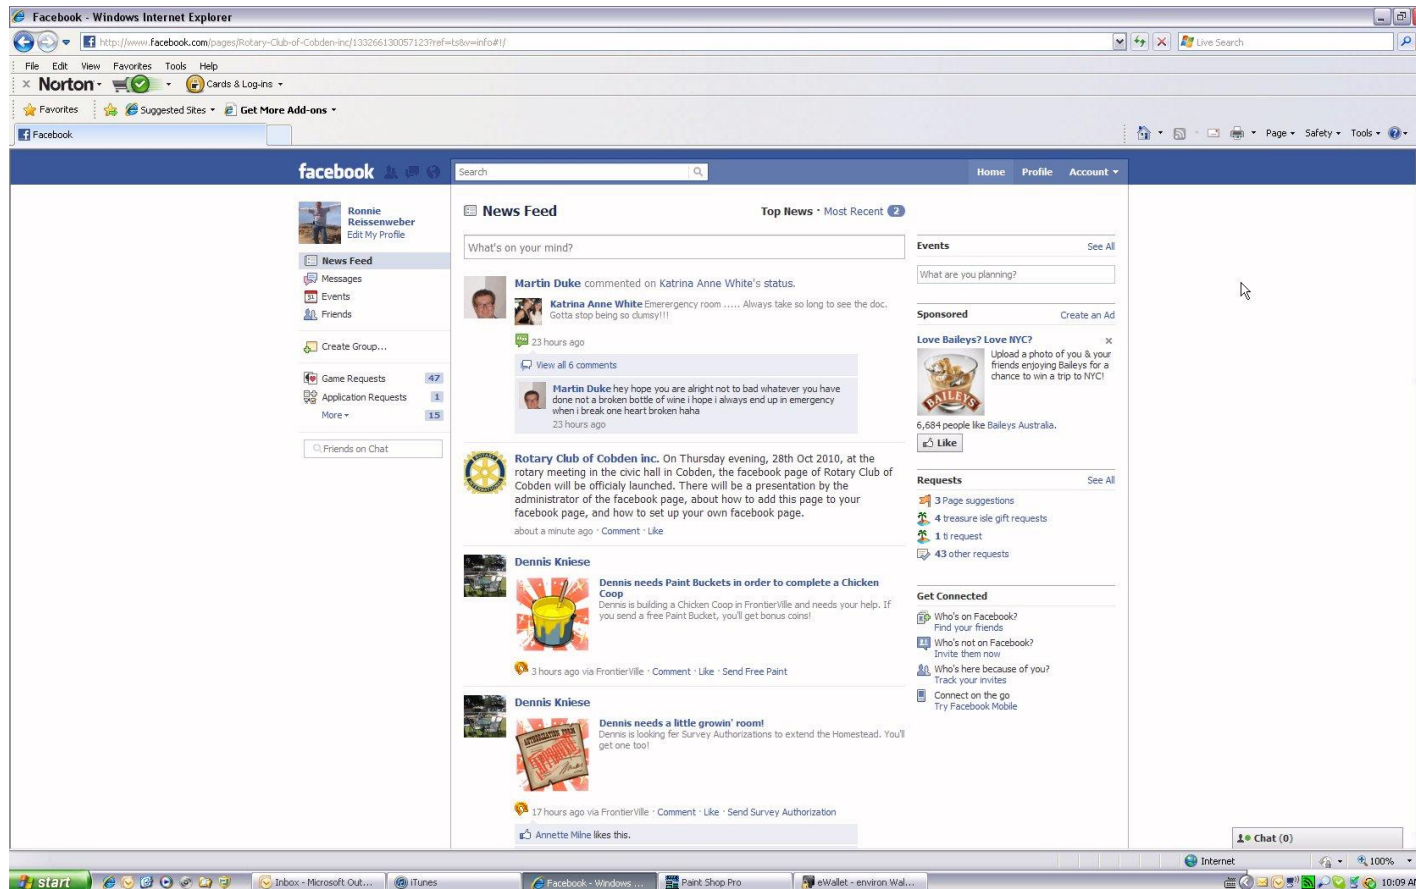 Facebook - Windows Internet Explorer
http://www.facebook.com/pages/Rotary-Club-of-Cobden-inc/133266130057123?ref=ts&v=info#!/
Live Search
File Edit View Favorites Tools Help
Norton Cards & Log-ins
Favorites Suggested Sites Get More Add-ons
Facebook
Page Safety Tools
facebook
Search
Home Profile Account
Ronnie
Reissenweber
Edit My Profile
News Feed
Messages
31 Events
Friends
Create Group...
Game Requests 47
Application Requests 1
More 15
Friends on Chat
News Feed
Top News · Most Recent 2
What's on your mind?
Martin Duke commented on Katrina Anne White's status.
Katrina Anne White Emerergency room ..... Always take so long to see the doc.
Gotta stop being so clumsy!!!
23 hours ago
View all 6 comments
Martin Duke hey hope you are alright not to bad whatever you have
done not a broken bottle of wine i hope i always end up in emergency
when i break one heart broken haha
23 hours ago
Rotary Club of Cobden inc. On Thursday evening, 28th Oct 2010, at the
rotary meeting in the civic hall in Cobden, the facebook page of Rotary Club of
Cobden will be officialy launched. There will be a presentation by the
administrator of the facebook page, about how to add this page to your
facebook page, and how to set up your own facebook page.
about a minute ago · Comment · Like
Dennis Kniese
Dennis needs Paint Buckets in order to complete a Chicken
Coop
Dennis is building a Chicken Coop in FrontierVille and needs your help. If
you send a free Paint Bucket, you'll get bonus coins!
3 hours ago via FrontierVille · Comment · Like · Send Free Paint
Dennis Kniese
Dennis needs a little growin' room!
Dennis is looking fer Survey Authorizations to extend the Homestead. You'll
get one too!
AUTHORIZATION FORM
APPROVED
17 hours ago via FrontierVille · Comment · Like · Send Survey Authorization
Annette Milne likes this.
Events See All
What are you planning?
Sponsored Create an Ad
Love Baileys? Love NYC? x
Upload a photo of you & your
friends enjoying Baileys for a
chance to win a trip to NYC!
BAILEYS
6,684 people like Baileys Australia.
Like
Requests See All
3 Page suggestions
4 treasure isle gift requests
1 ti request
43 other requests
Get Connected
Who's on Facebook?
Find your friends
Who's not on Facebook?
Invite them now
Who's here because of you?
Track your invites
Connect on the go
Try Facebook Mobile
Chat (0)
Internet 100%
start Inbox - Microsoft Out... iTunes Facebook - Windows ... Paint Shop Pro eWallet - environ Wal... 10:09 AM